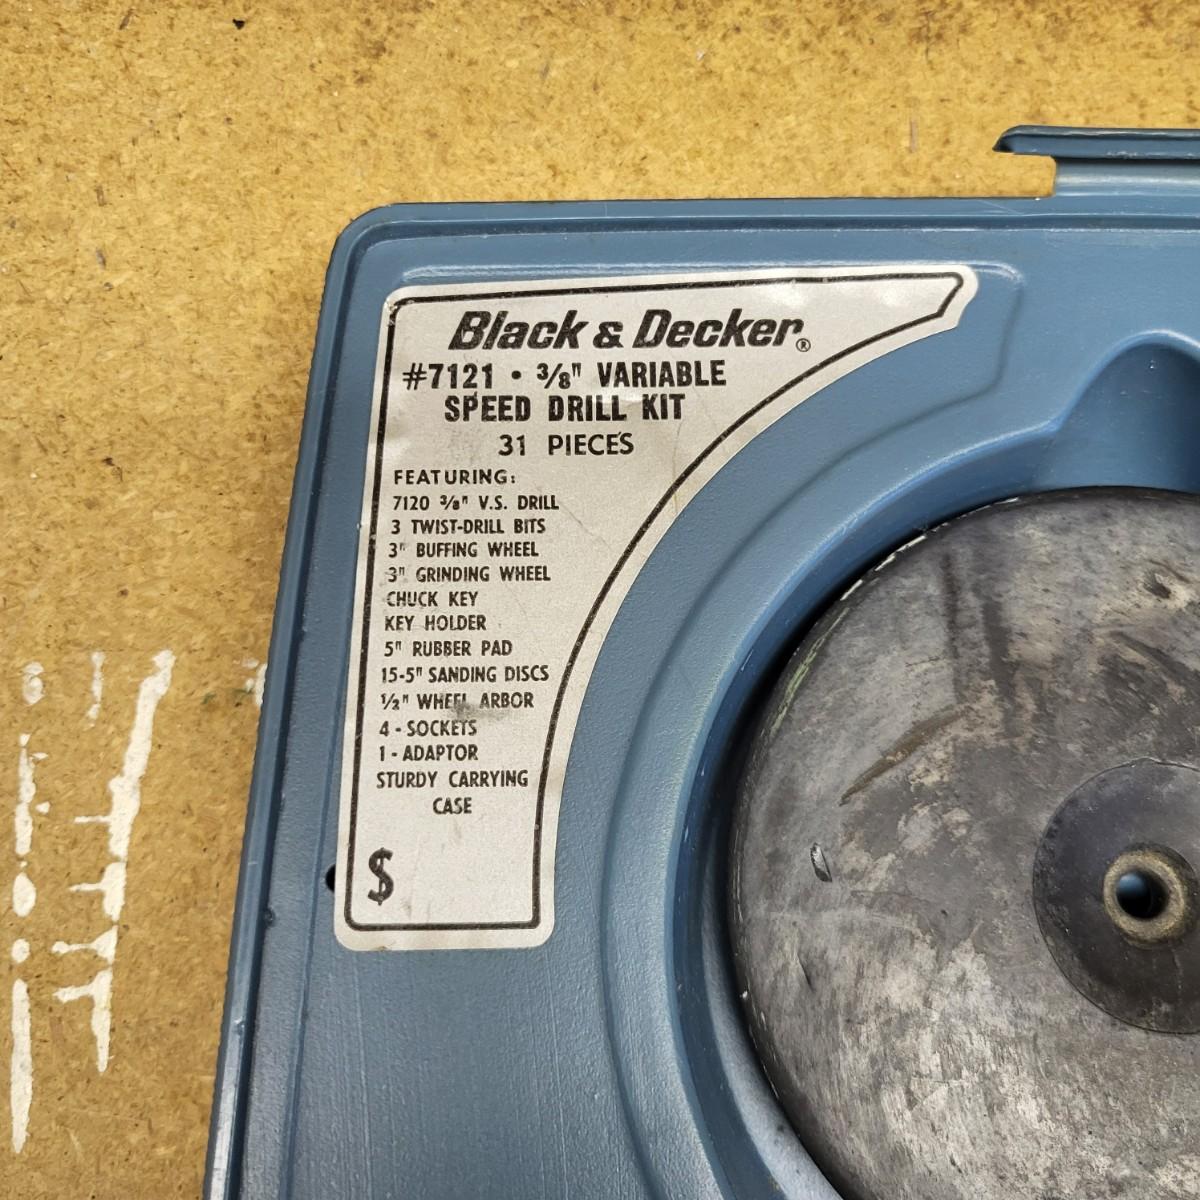 Black & Decker®
#7121 • 3/8" VARIABLE
SPEED DRILL KIT
31 PIECES
FEATURING:
7120 3/8" V.S. DRILL
3 TWIST-DRILL BITS
3" BUFFING WHEEL
3" GRINDING WHEEL
CHUCK KEY
KEY HOLDER
5" RUBBER PAD
15-5" SANDING DISCS
1/2" WHEEL ARBOR
4 - SOCKETS
1 - ADAPTOR
STURDY CARRYING
CASE
$